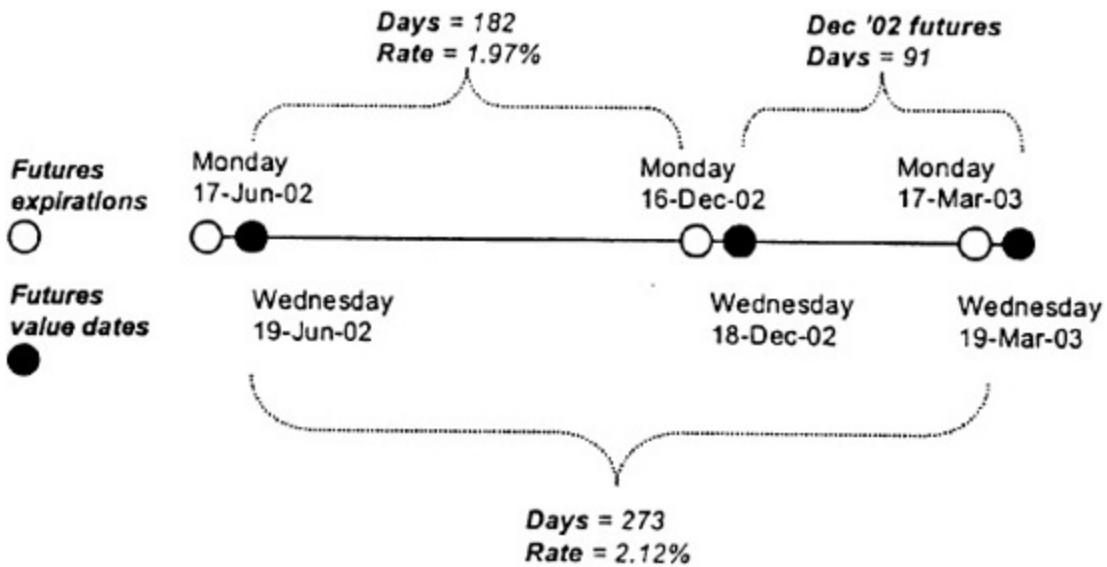 Days = 182
Rate = 1.97%
Dec '02 futures
Days = 91
Futures
expirations
Monday
17-Jun-02
Monday
16-Dec-02
Monday
17-Mar-03
Futures
value dates
Wednesday
19-Jun-02
Wednesday
18-Dec-02
Wednesday
19-Mar-03
Days = 273
Rate = 2.12%